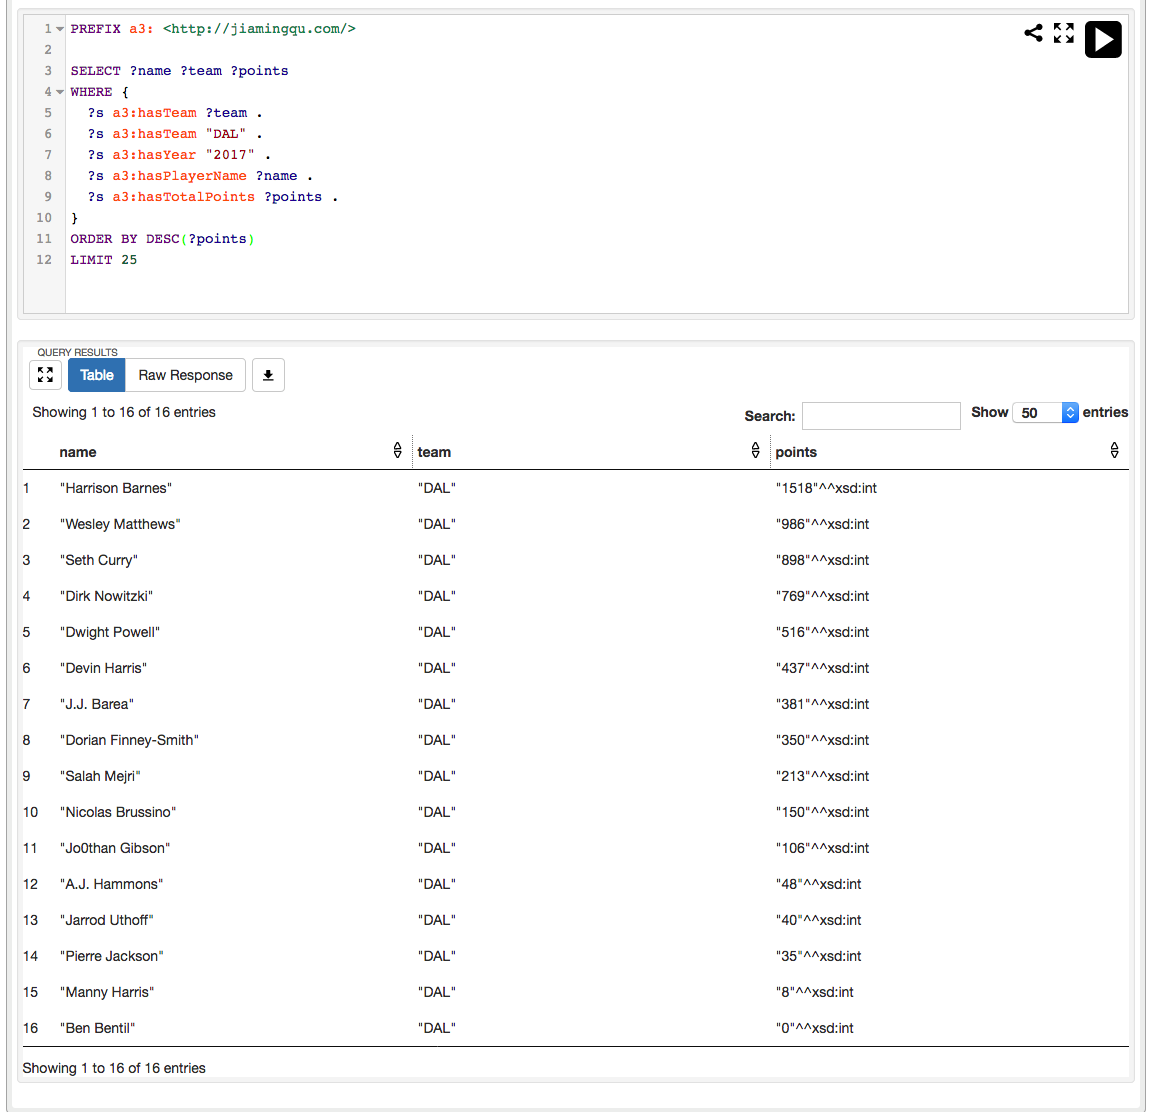 1 PREFIX a3: <http://jiamingqu.com/>
2
3 SELECT ?name ?team ?points
4 WHERE {
5 ?s a3:hasTeam ?team .
6 ?s a3:hasTeam "DAL" .
7 ?s a3:hasYear "2017" .
8 ?s a3:hasPlayerName ?name .
9 ?s a3:hasTotalPoints ?points .
10 }
11 ORDER BY DESC(?points)
12 LIMIT 25
QUERY RESULTS
Table Raw Response
Showing 1 to 16 of 16 entries Search: Show 50 entries
name team points
1 "Harrison Barnes" "DAL" "1518"^^xsd:int
2 "Wesley Matthews" "DAL" "986"^^xsd:int
3 "Seth Curry" "DAL" "898"^^xsd:int
4 "Dirk Nowitzki" "DAL" "769"^^xsd:int
5 "Dwight Powell" "DAL" "516"^^xsd:int
6 "Devin Harris" "DAL" "437"^^xsd:int
7 "J.J. Barea" "DAL" "381"^^xsd:int
8 "Dorian Finney-Smith" "DAL" "350"^^xsd:int
9 "Salah Mejri" "DAL" "213"^^xsd:int
10 "Nicolas Brussino" "DAL" "150"^^xsd:int
11 "Jo0than Gibson" "DAL" "106"^^xsd:int
12 "A.J. Hammons" "DAL" "48"^^xsd:int
13 "Jarrod Uthoff" "DAL" "40"^^xsd:int
14 "Pierre Jackson" "DAL" "35"^^xsd:int
15 "Manny Harris" "DAL" "8"^^xsd:int
16 "Ben Bentil" "DAL" "0"^^xsd:int
Showing 1 to 16 of 16 entries